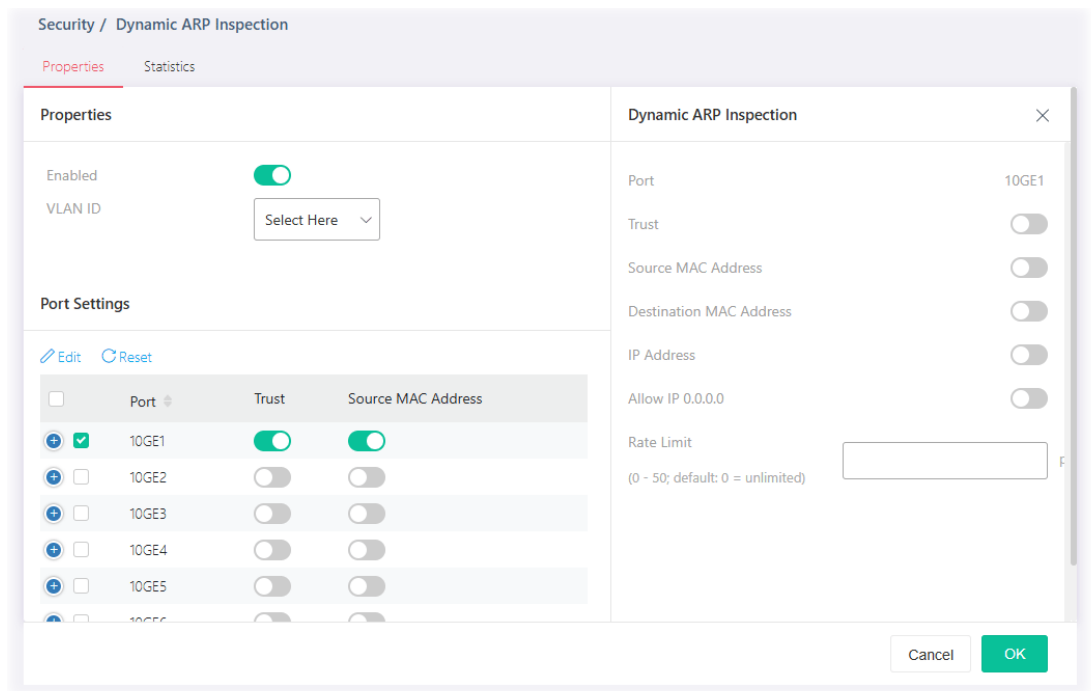 Security / Dynamic ARP Inspection
Properties Statistics
Properties
Enabled
VLAN ID
Select Here
Port Settings
Edit Reset
Port Trust Source MAC Address
10GE1
10GE2
10GE3
10GE4
10GE5
Dynamic ARP Inspection
Port 10GE1
Trust
Source MAC Address
Destination MAC Address
IP Address
Allow IP 0.0.0.0
Rate Limit
(0 - 50; default: 0 = unlimited)
Cancel OK